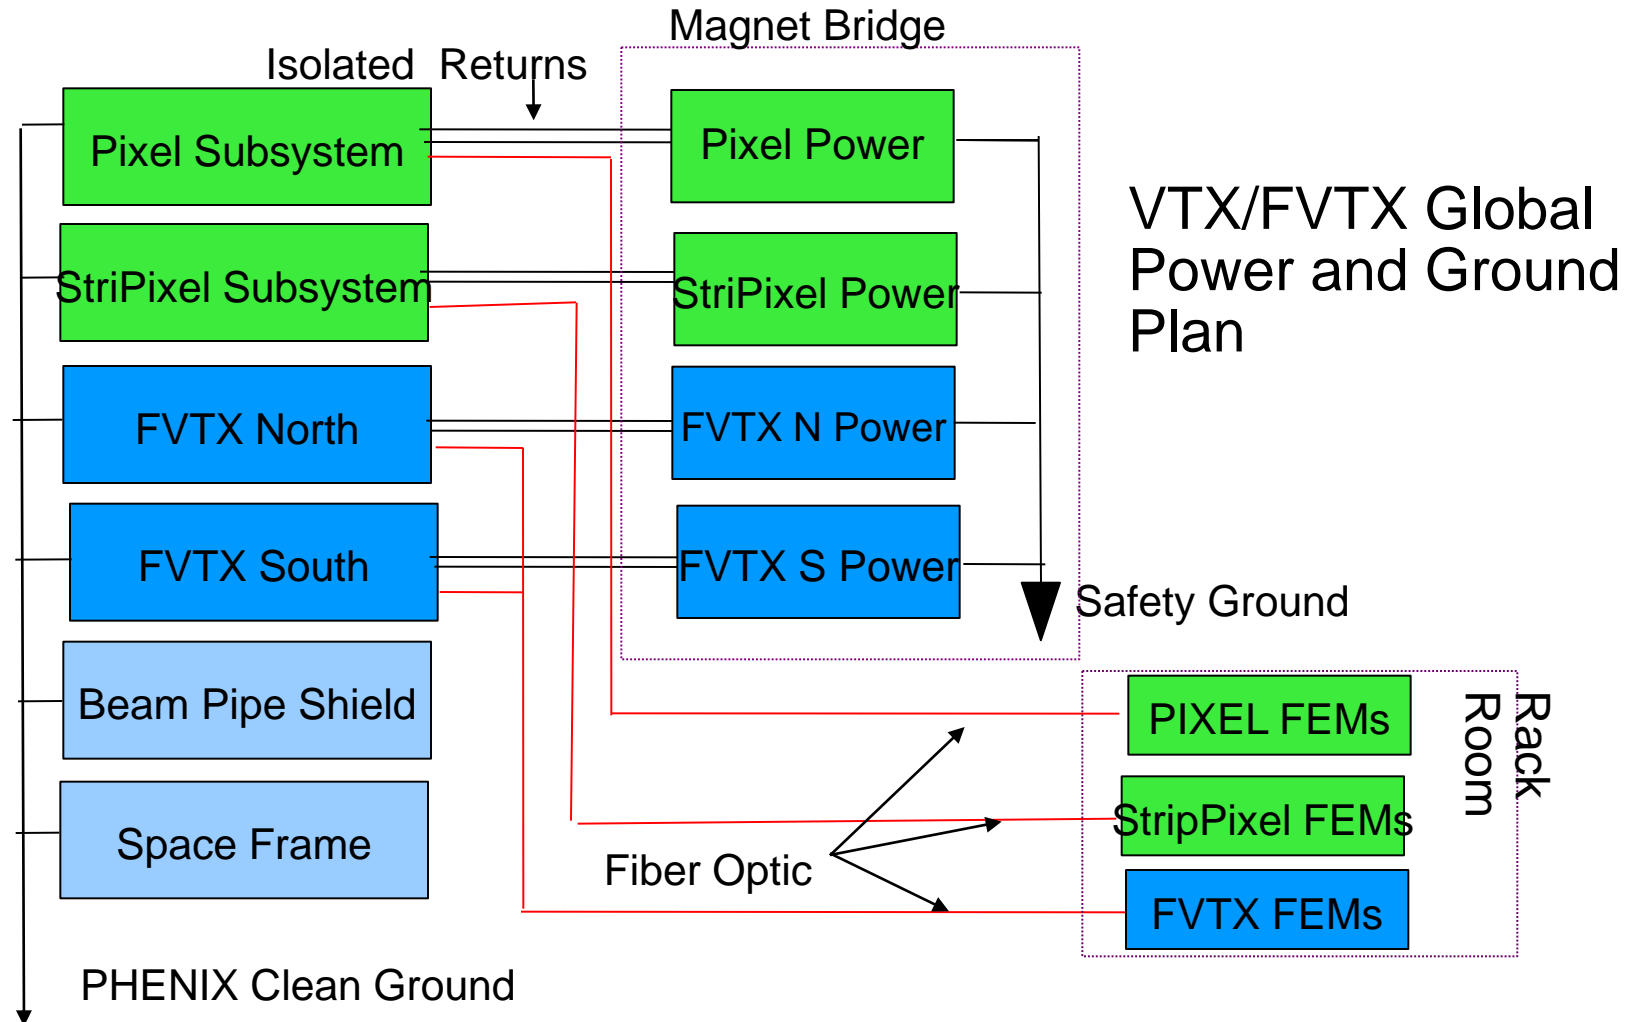 Magnet Bridge
Isolated Returns
Pixel Subsystem
Pixel Power
VTX/FVTX Global
Power and Ground
Plan
StriPixel Subsystem
StriPixel Power
FVTX North
FVTX N Power
FVTX South
FVTX S Power
Safety Ground
Beam Pipe Shield
PIXEL FEMs
Rack
Room
Space Frame
StripPixel FEMs
Fiber Optic
FVTX FEMs
PHENIX Clean Ground